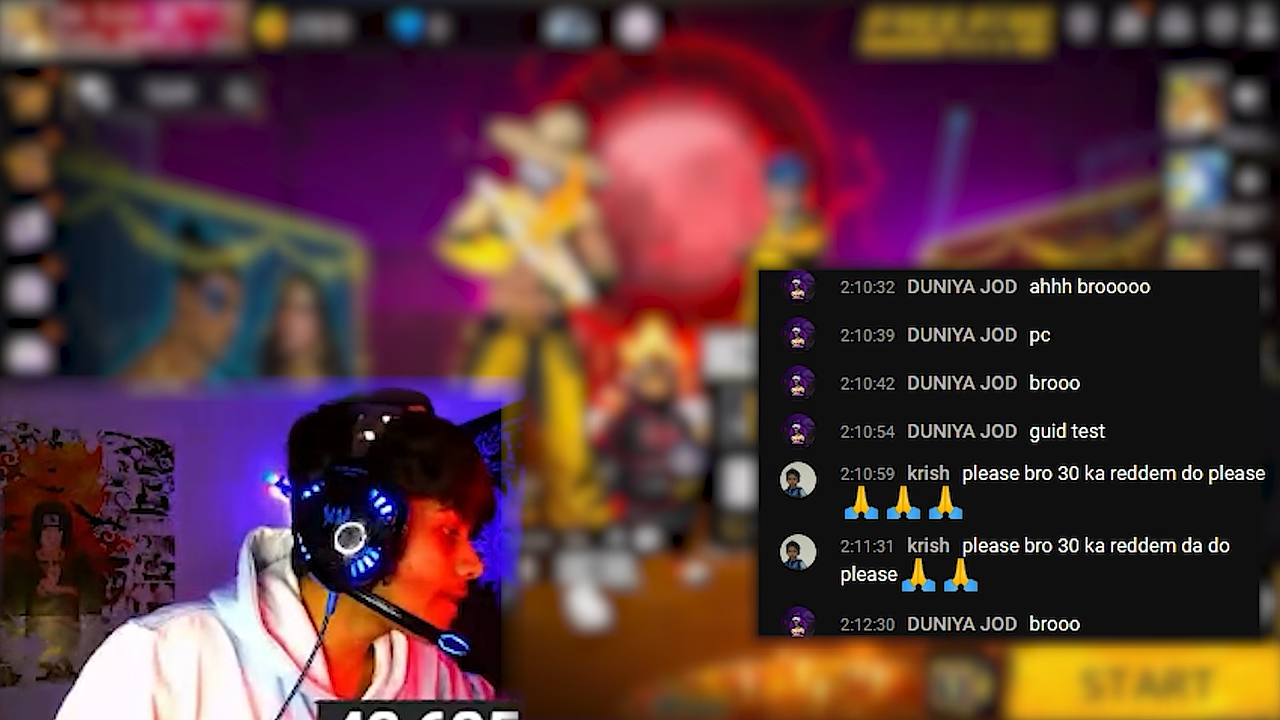 2:10:32 DUNIYA JOD ahhh brooooo
2:10:39 DUNIYA JOD pc
2:10:42 DUNIYA JOD brooo
2:10:54 DUNIYA JOD guid test
2:10:59 krish please bro 30 ka reddem do please
🙏 🙏 🙏
2:11:31 krish please bro 30 ka reddem da do
please 🙏 🙏
2:12:30 DUNIYA JOD brooo
START